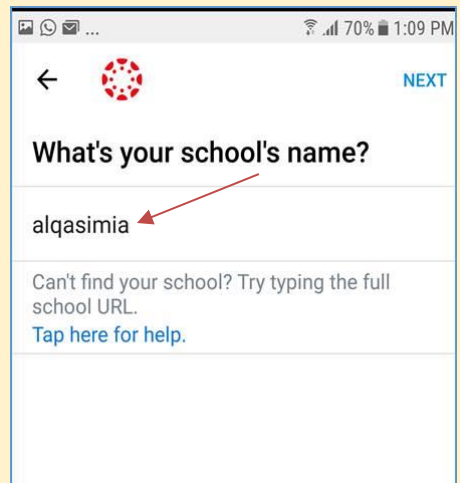 ... 70% 1:09 PM
NEXT
What's your school's name?
alqasimia
Can't find your school? Try typing the full
school URL.
Tap here for help.